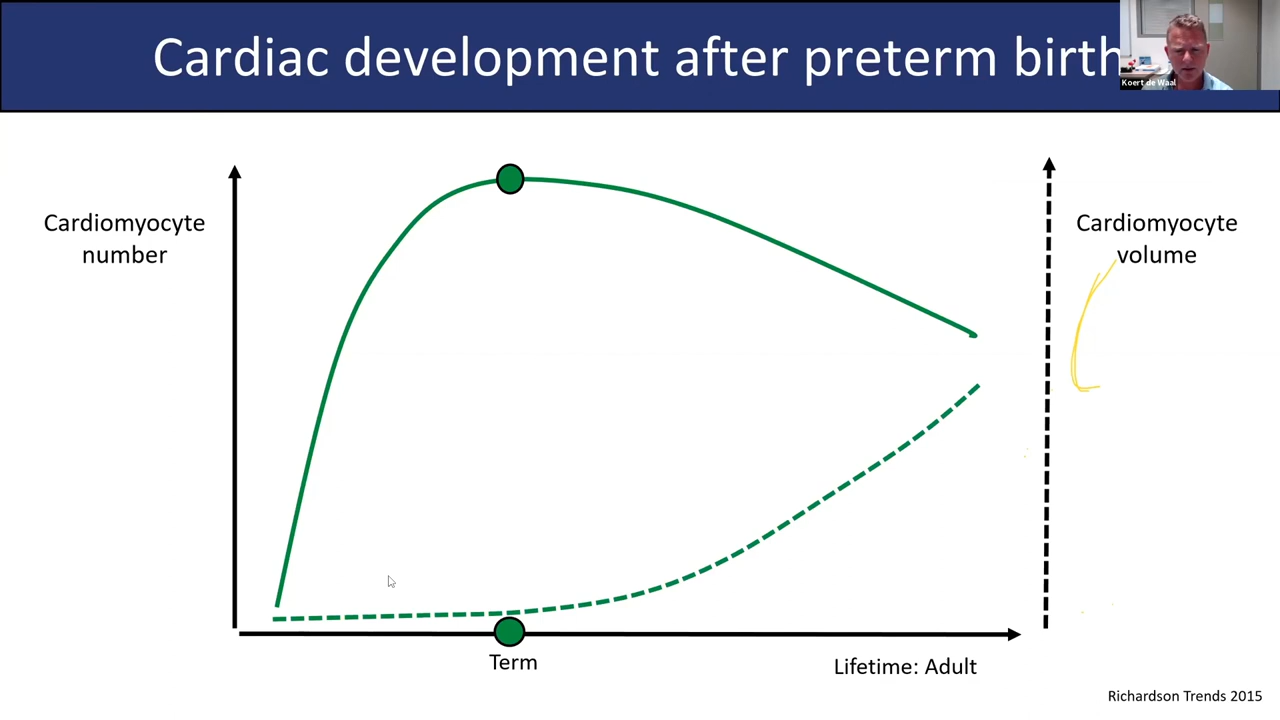 Cardiac development after preterm birth
Koert de Waal
Cardiomyocyte
number
Cardiomyocyte
volume
Term
Lifetime: Adult
Richardson Trends 2015